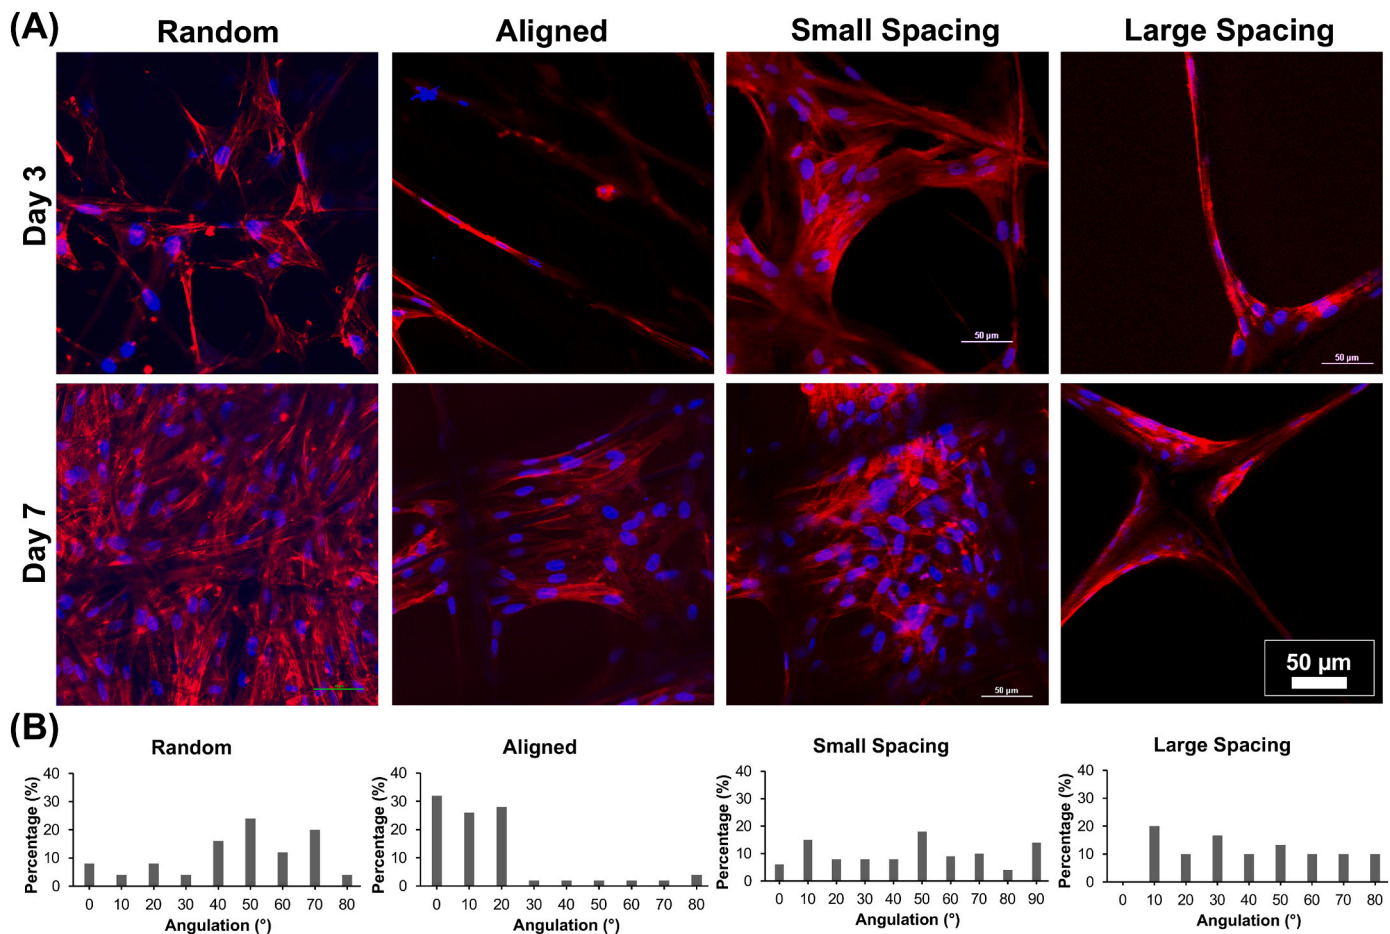 (A)
Random Aligned Small Spacing Large Spacing
Day 3
50 µm
50 µm
Day 7
50 µm
50 µm
(B)
Random Aligned Small Spacing Large Spacing
Percentage (%)
40
30
20
10
0
0 10 20 30 40 50 60 70 80
Angulation (°)
Percentage (%)
40
30
20
10
0
0 10 20 30 40 50 60 70 80
Angulation (°)
Percentage (%)
40
30
20
10
0
0 10 20 30 40 50 60 70 80 90
Angulation (°)
Percentage (%)
40
30
20
10
0
0 10 20 30 40 50 60 70 80
Angulation (°)